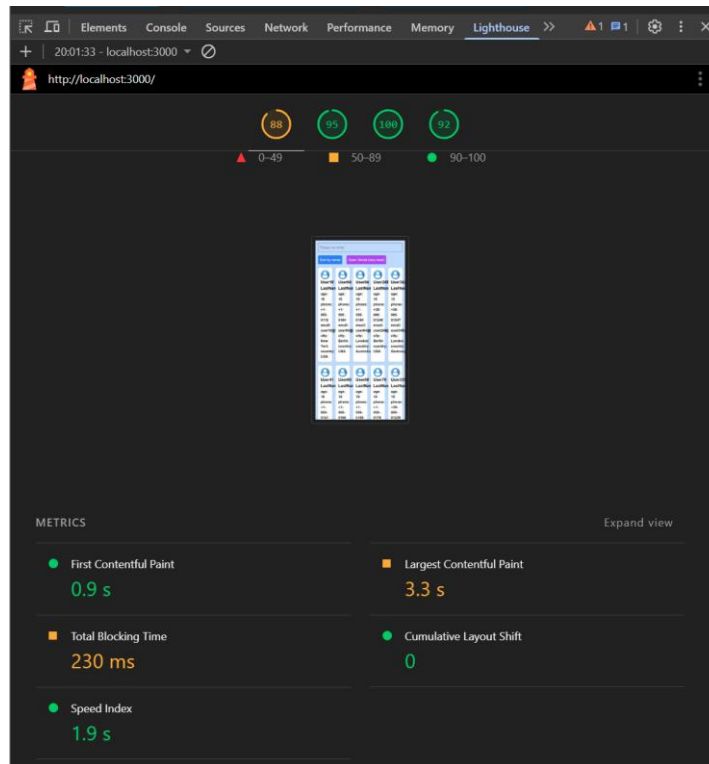 Elements Console Sources Network Performance Memory Lighthouse 1 1
20:01:33 - localhost:3000
http://localhost:3000/
88 95 100 92
0–49 50–89 90–100
METRICS Expand view
First Contentful Paint
0.9 s
Largest Contentful Paint
3.3 s
Total Blocking Time
230 ms
Cumulative Layout Shift
0
Speed Index
1.9 s